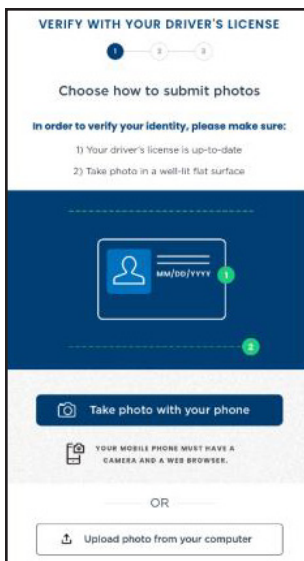 VERIFY WITH YOUR DRIVER'S LICENSE
1 2 3
Choose how to submit photos
In order to verify your identity, please make sure:
1) Your driver's license is up-to-date
2) Take photo in a well-lit flat surface
MM/DD/YYYY 1
2
Take photo with your phone
YOUR MOBILE PHONE MUST HAVE A
CAMERA AND A WEB BROWSER.
OR
Upload photo from your computer